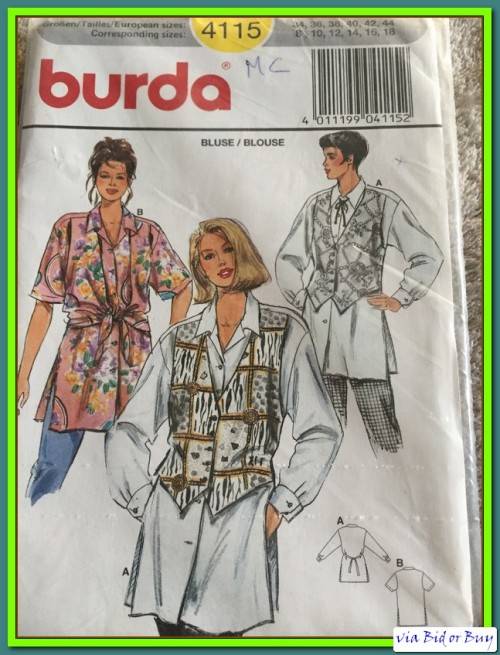 Größen/Tailles/European sizes:
Corresponding sizes:
4115
34, 36, 38, 40, 42, 44
8, 10, 12, 14, 16, 18
burda®
MC
4 011199 041152
BLUSE / BLOUSE
B
A
A
A
B
via Bid or Buy